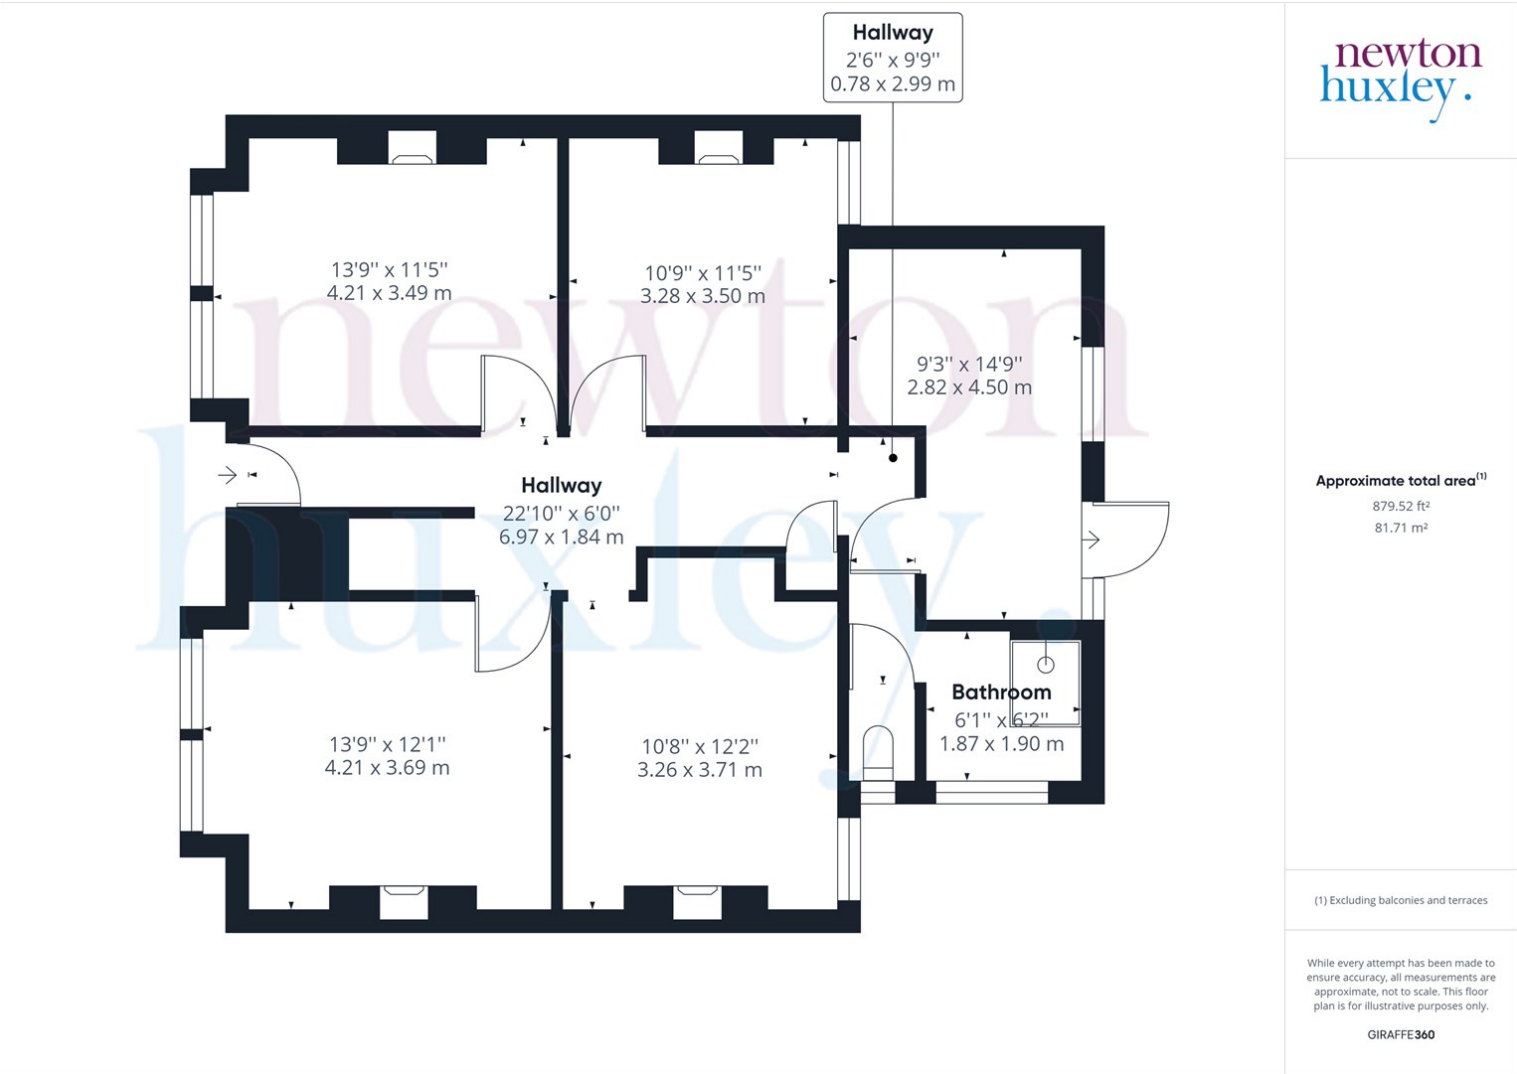 Hallway
2'6" x 9'9"
0.78 x 2.99 m
newton
huxley.
13'9" x 11'5"
4.21 x 3.49 m
10'9" x 11'5"
3.28 x 3.50 m
9'3" x 14'9"
2.82 x 4.50 m
newton
huxley.
Hallway
22'10" x 6'0"
6.97 x 1.84 m
Approximate total area(1)
879.52 ft²
81.71 m²
Bathroom
6'1" x 6'2"
1.87 x 1.90 m
13'9" x 12'1"
4.21 x 3.69 m
10'8" x 12'2"
3.26 x 3.71 m
(1) Excluding balconies and terraces
While every attempt has been made to
ensure accuracy, all measurements are
approximate, not to scale. This floor
plan is for illustrative purposes only.
GIRAFFE360